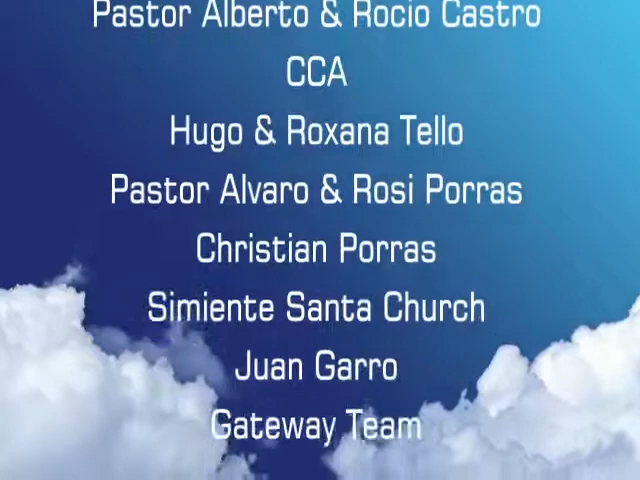 Pastor Alberto & Rocio Castro
CCA
Hugo & Roxana Tello
Pastor Alvaro & Rosi Porras
Christian Porras
Simiente Santa Church
Juan Garro
Gateway Team